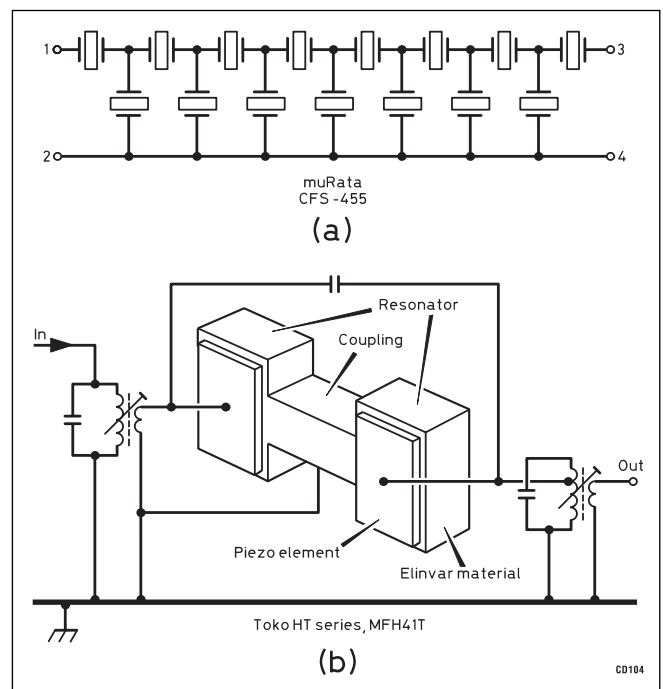 1
3
2
4
muRata
CFS-455
(a)
Resonator
In
Coupling
Out
Piezo element
Elinvar material
Toko HT series, MFH41T
(b)
CD104